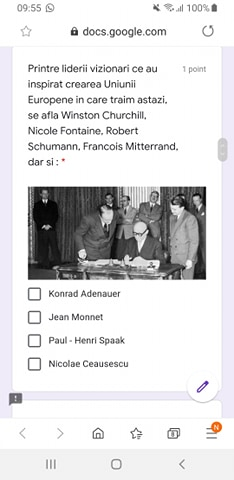 09:55
100%
docs.google.com
Printre liderii vizionari ce au
1 point
inspirat crearea Uniunii
Europene in care traim astazi,
se afla Winston Churchill,
Nicole Fontaine, Robert
Schumann, Francois Mitterrand,
dar si : *
Konrad Adenauer
Jean Monnet
Paul - Henri Spaak
Nicolae Ceausescu
N